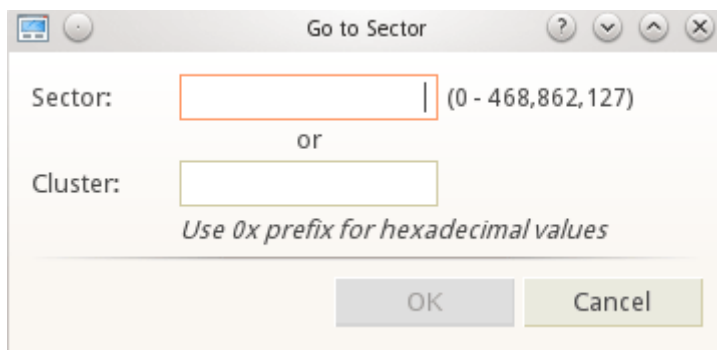 Go to Sector
Sector: (0 - 468,862,127)
or
Cluster:
Use 0x prefix for hexadecimal values
OK Cancel